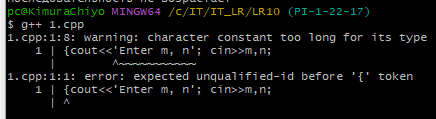 последовательность не возрастает
pc@KimuraChiyo MINGW64 /c/IT/IT_LR/LR10 (PI-1-22-17)
$ g++ 1.cpp
1.cpp:1:8: warning: character constant too long for its type
    1 | {cout<<'Enter m, n'; cin>>m,n;
      |        ^~~~~~~~~~~~
1.cpp:1:1: error: expected unqualified-id before '{' token
    1 | {cout<<'Enter m, n'; cin>>m,n;
      | ^